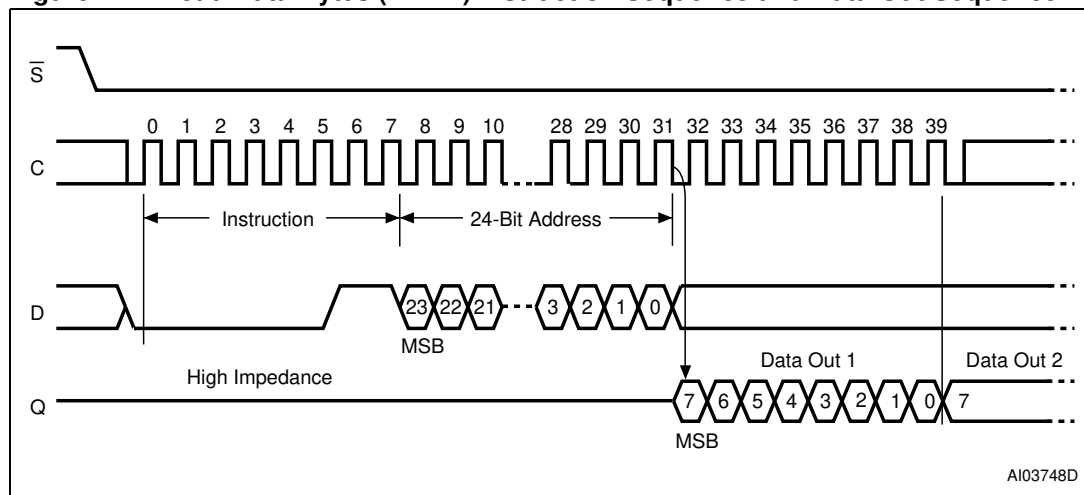 S
0 1 2 3 4 5 6 7 8 9 10 28 29 30 31 32 33 34 35 36 37 38 39
C
Instruction 24-Bit Address
D 23 22 21 3 2 1 0
MSB
High Impedance Data Out 1 Data Out 2
Q 7 6 5 4 3 2 1 0 7
MSB
AI03748D